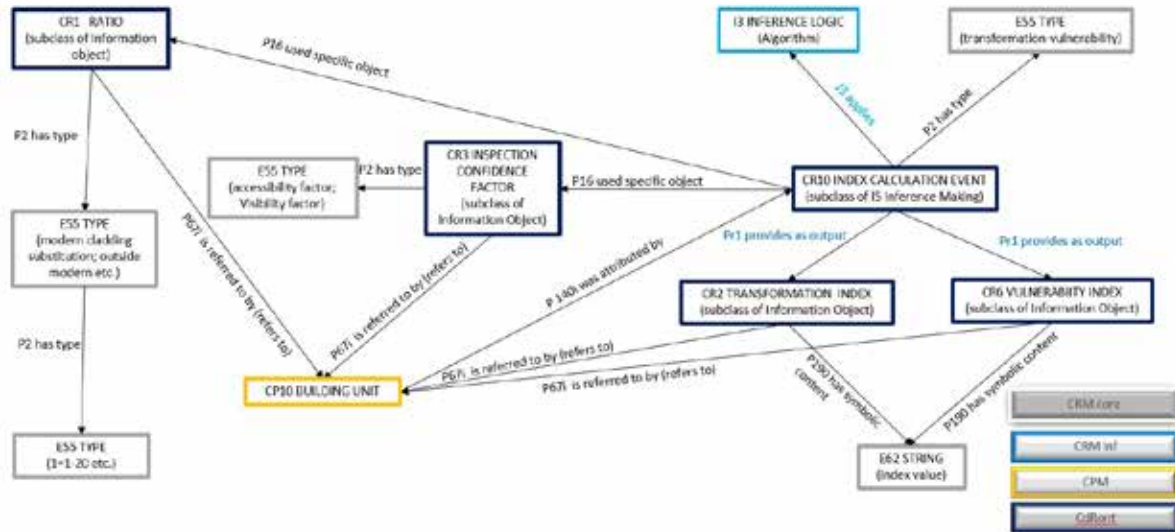 CR1 RATIO
(subclass of Information
object)
I3 INFERENCE LOGIC
(Algorithm)
E55 TYPE
(transformation-vulnerability)
P16 used specific object
J3 applies
P2 has type
P2 has type
E55 TYPE
(accessibility factor;
Visibility factor)
P2 has type
CR3 INSPECTION
CONFIDENCE
FACTOR
(subclass of
Information Object)
P16 used specific object
CR10 INDEX CALCULATION EVENT
(subclass of I5 Inference Making)
E55 TYPE
(modern cladding
substitution; outside
modern etc.)
P67i is referred to by (refers to)
P67i is referred to by (refers to)
P 140i was attributed by
Pr1 provides as output
Pr1 provides as output
CR2 TRANSFORMATION INDEX
(subclass of Information Object)
CR6 VULNERABIITY INDEX
(subclass of Information Object)
P2 has type
P67i is referred to by (refers to)
P67i is referred to by (refers to)
P190 has symbolic
content
P190 has symbolic content
CP10 BUILDING UNIT
E55 TYPE
(1=1-20 etc.)
E62 STRING
(Index value)
CRM core
CRM inf
CPM
CdRont